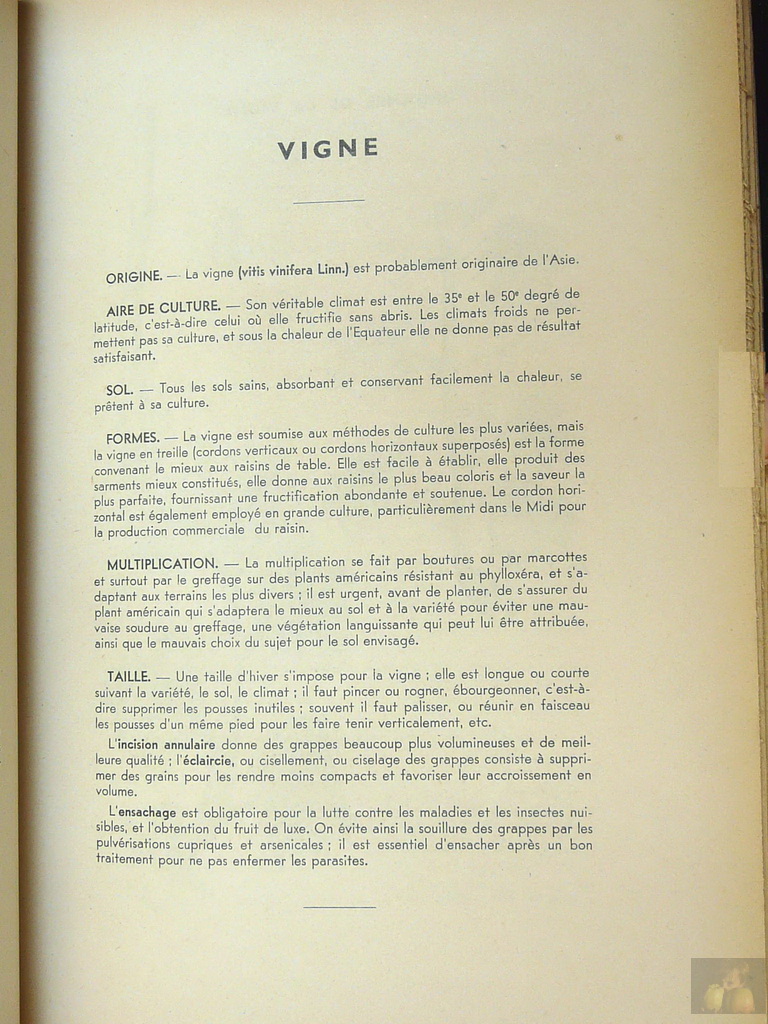 VIGNE
ORIGINE. — La vigne (vitis vinifera Linn.) est probablement originaire de l'Asie.
AIRE DE CULTURE. — Son véritable climat est entre le 35e et le 50e degré de
latitude, c'est-à-dire celui où elle fructifie sans abris. Les climats froids ne per-
mettent pas sa culture, et sous la chaleur de l'Equateur elle ne donne pas de résultat
satisfaisant.
SOL. — Tous les sols sains, absorbant et conservant facilement la chaleur, se
prêtent à sa culture.
FORMES. — La vigne est soumise aux méthodes de culture les plus variées, mais
la vigne en treille (cordons verticaux ou cordons horizontaux superposés) est la forme
convenant le mieux aux raisins de table. Elle est facile à établir, elle produit des
sarments mieux constitués, elle donne aux raisins le plus beau coloris et la saveur la
plus parfaite, fournissant une fructification abondante et soutenue. Le cordon hori-
zontal est également employé en grande culture, particulièrement dans le Midi pour
la production commerciale du raisin.
MULTIPLICATION. — La multiplication se fait par boutures ou par marcottes
et surtout par le greffage sur des plants américains résistant au phylloxéra, et s'a-
daptant aux terrains les plus divers ; il est urgent, avant de planter, de s'assurer du
plant américain qui s'adaptera le mieux au sol et à la variété pour éviter une mau-
vaise soudure au greffage, une végétation languissante qui peut lui être attribuée,
ainsi que le mauvais choix du sujet pour le sol envisagé.
TAILLE. — Une taille d'hiver s'impose pour la vigne ; elle est longue ou courte
suivant la variété, le sol, le climat ; il faut pincer ou rogner, ébourgeonner, c'est-à-
dire supprimer les pousses inutiles ; souvent il faut palisser, ou réunir en faisceau
les pousses d'un même pied pour les faire tenir verticalement, etc.
L'incision annulaire donne des grappes beaucoup plus volumineuses et de meil-
leure qualité ; l'éclaircie, ou cisellement, ou ciselage des grappes consiste à suppri-
mer des grains pour les rendre moins compacts et favoriser leur accroissement en
volume.
L'ensachage est obligatoire pour la lutte contre les maladies et les insectes nui-
sibles, et l'obtention du fruit de luxe. On évite ainsi la souillure des grappes par les
pulvérisations cupriques et arsenicales ; il est essentiel d'ensacher après un bon
traitement pour ne pas enfermer les parasites.